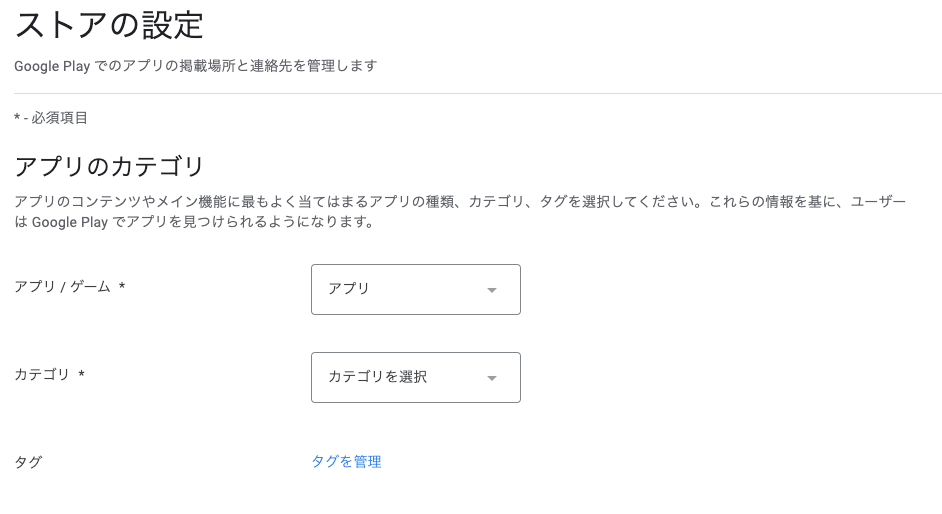 ストアの設定
Google Play でのアプリの掲載場所と連絡先を管理します
* - 必須項目
アプリのカテゴリ
アプリのコンテンツやメイン機能に最もよく当てはまるアプリの種類、カテゴリ、タグを選択してください。これらの情報を基に、ユーザー
は Google Play でアプリを見つけられるようになります。
アプリ / ゲーム *
アプリ
カテゴリ *
カテゴリを選択
タグ
タグを管理